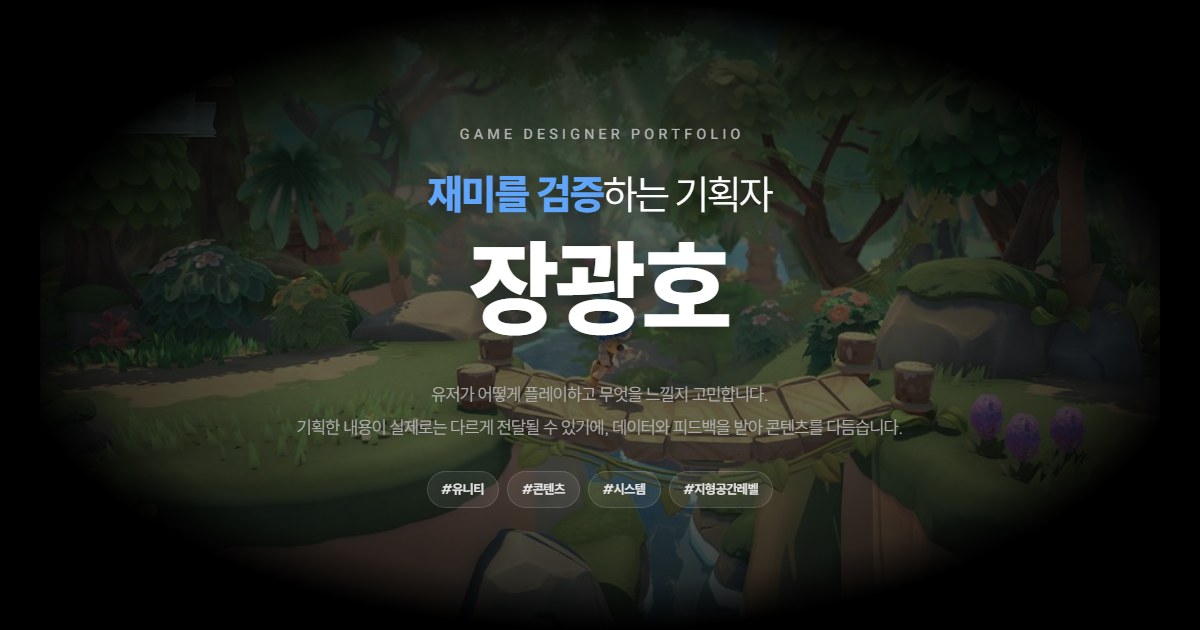 GAME DESIGNER PORTFOLIO
재미를 검증하는 기획자
장광호
유저가 어떻게 플레이하고 무엇을 느낄지 고민합니다.
기획한 내용이 실제로는 다르게 전달될 수 있기에, 데이터와 피드백을 받아 콘텐츠를 다듬습니다.
#유니티 #콘텐츠 #시스템 #지형공간레벨